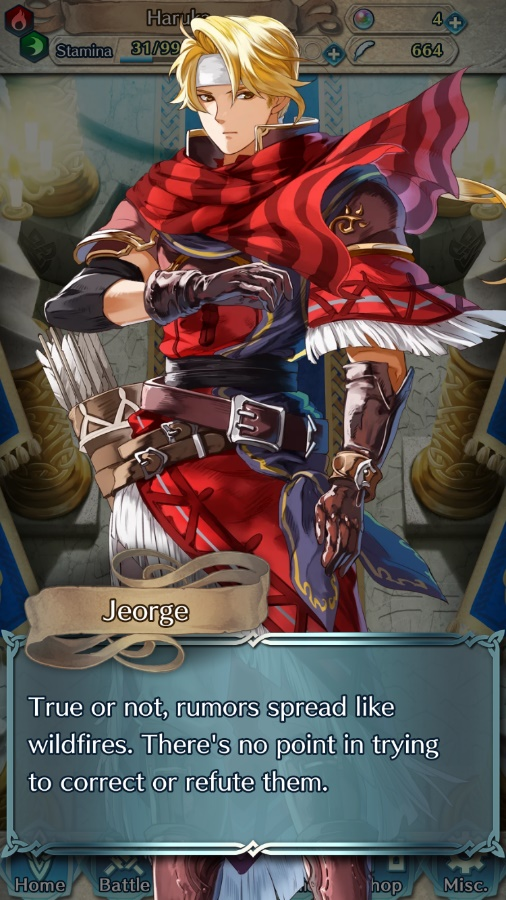 Haruka
4
Stamina 31/99
664
Jeorge
True or not, rumors spread like
wildfires. There's no point in trying
to correct or refute them.
Home
Battle
Misc.